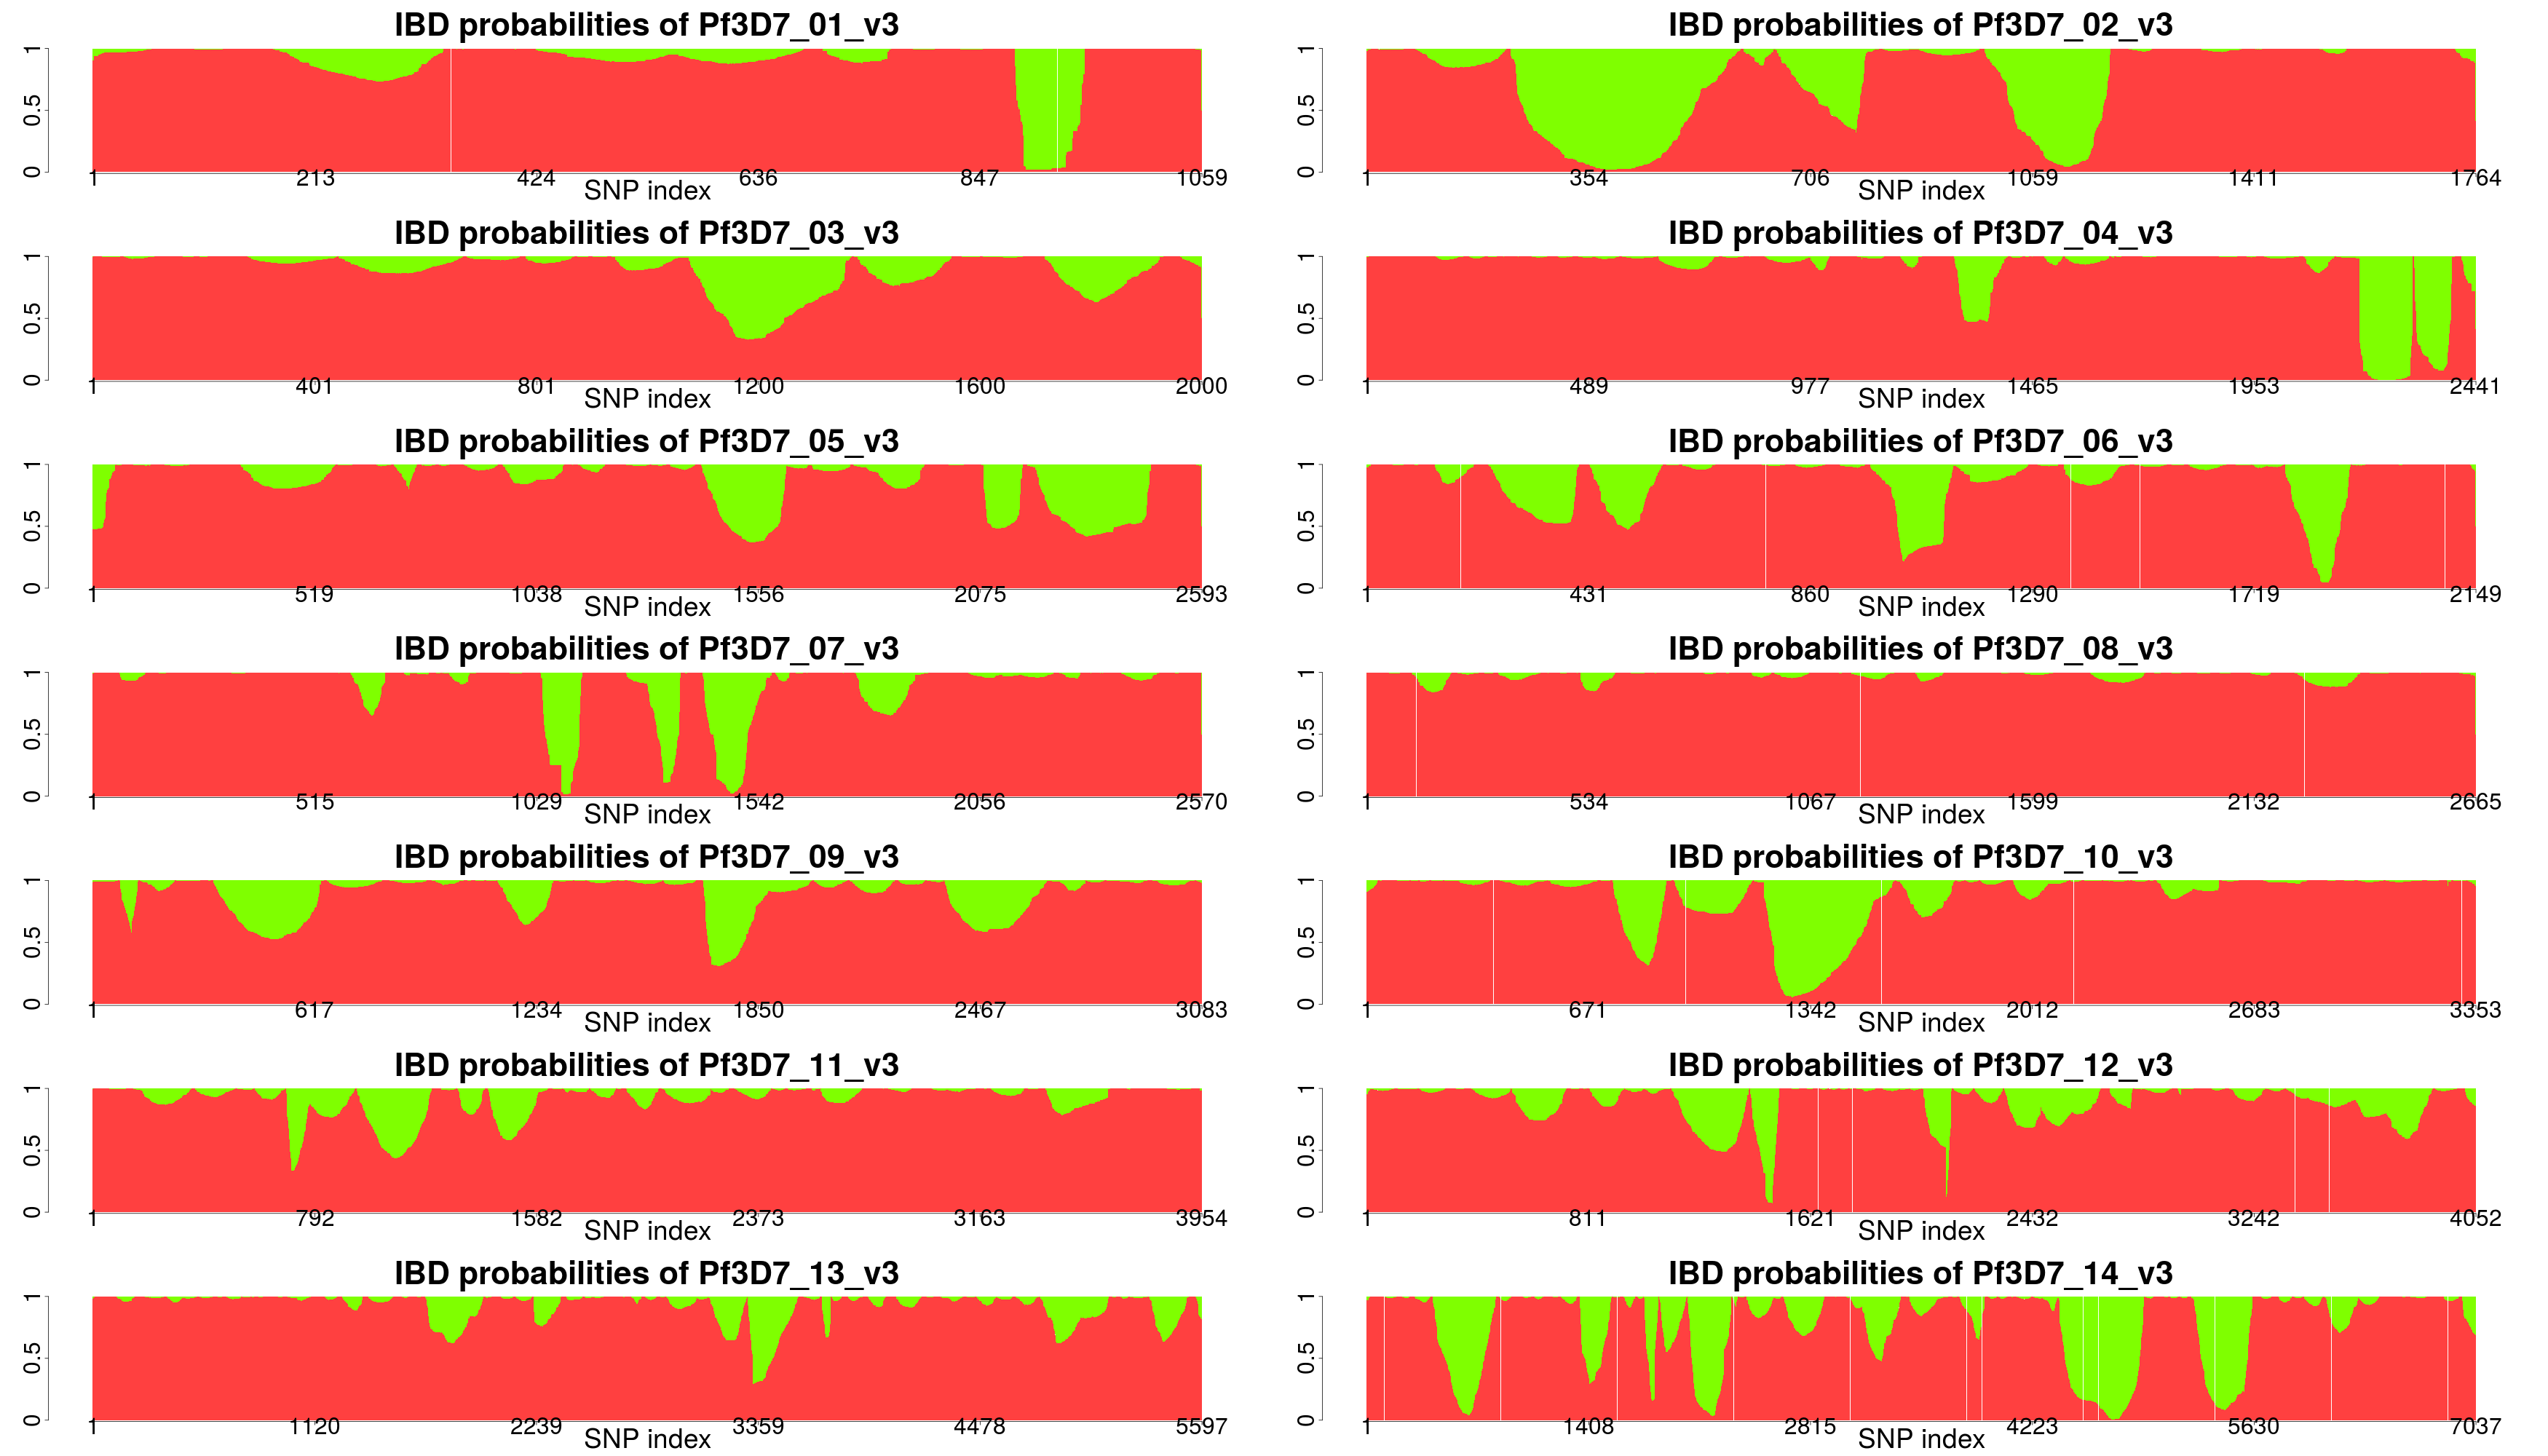 IBD probabilities of Pf3D7_01_v3
0 0.5 1
1 213 424 636 847 1059
SNP index
IBD probabilities of Pf3D7_02_v3
0 0.5 1
1 354 706 1059 1411 1764
SNP index
IBD probabilities of Pf3D7_03_v3
0 0.5 1
1 401 801 1200 1600 2000
SNP index
IBD probabilities of Pf3D7_04_v3
0 0.5 1
1 489 977 1465 1953 2441
SNP index
IBD probabilities of Pf3D7_05_v3
0 0.5 1
1 519 1038 1556 2075 2593
SNP index
IBD probabilities of Pf3D7_06_v3
0 0.5 1
1 431 860 1290 1719 2149
SNP index
IBD probabilities of Pf3D7_07_v3
0 0.5 1
1 515 1029 1542 2056 2570
SNP index
IBD probabilities of Pf3D7_08_v3
0 0.5 1
1 534 1067 1599 2132 2665
SNP index
IBD probabilities of Pf3D7_09_v3
0 0.5 1
1 617 1234 1850 2467 3083
SNP index
IBD probabilities of Pf3D7_10_v3
0 0.5 1
1 671 1342 2012 2683 3353
SNP index
IBD probabilities of Pf3D7_11_v3
0 0.5 1
1 792 1582 2373 3163 3954
SNP index
IBD probabilities of Pf3D7_12_v3
0 0.5 1
1 811 1621 2432 3242 4052
SNP index
IBD probabilities of Pf3D7_13_v3
0 0.5 1
1 1120 2239 3359 4478 5597
SNP index
IBD probabilities of Pf3D7_14_v3
0 0.5 1
1 1408 2815 4223 5630 7037
SNP index